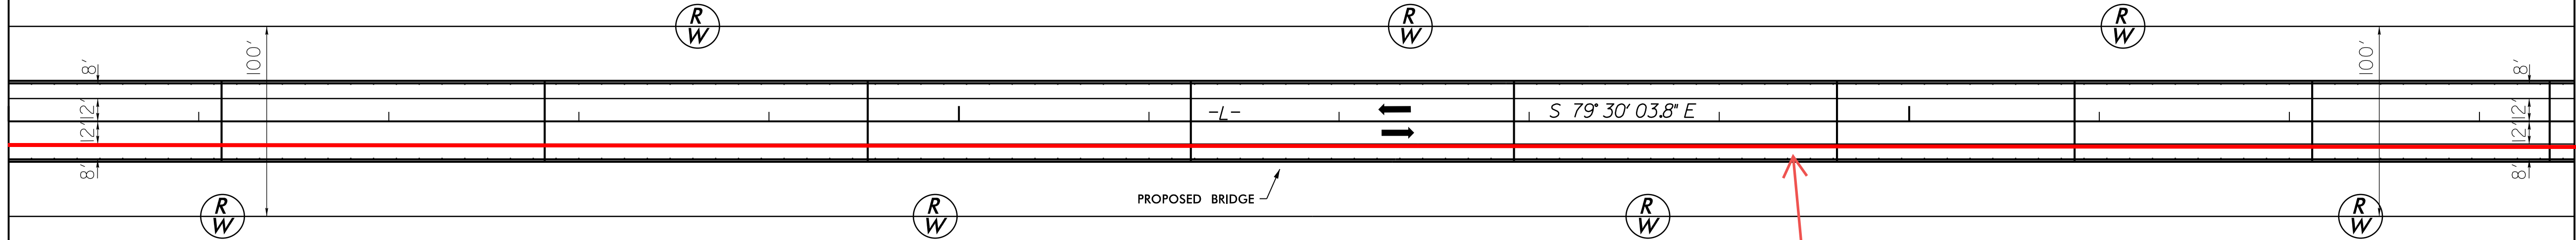 R
W
R
W
R
W
8'
100'
100'
8'
12'
12'
-L-
S 79° 30' 03.8" E
12'
12'
8'
8'
PROPOSED BRIDGE
R
W
R
W
R
W
R
W